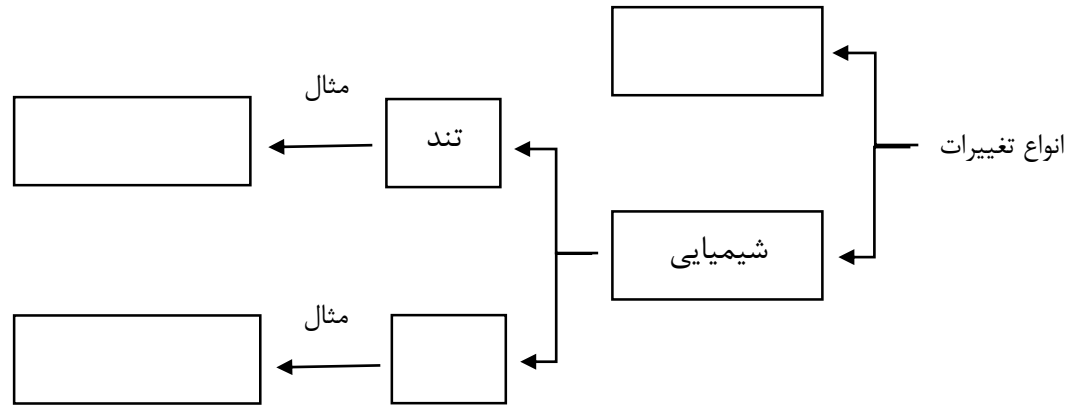 انواع تغییرات
شیمیایی
تند
مثال
مثال